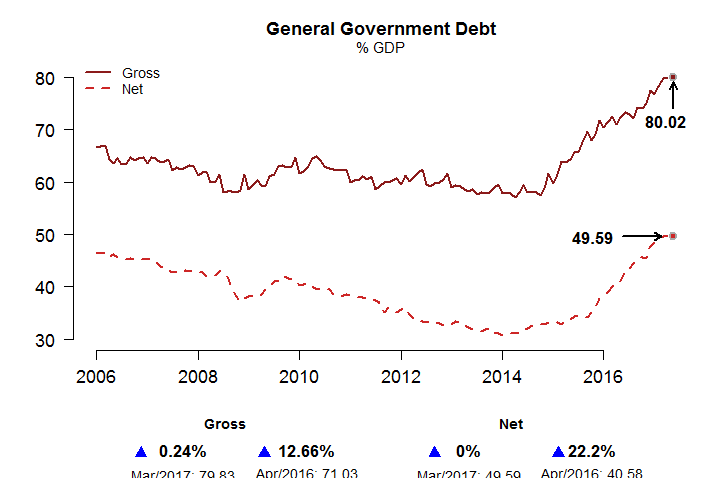 General Government Debt
% GDP
Gross
Net
80
70
60
50
40
30
80.02
49.59
2006 2008 2010 2012 2014 2016
Gross Net
0.24% 12.66% 0% 22.2%
Mar/2017: 79.83 Apr/2016: 71.03 Mar/2017: 49.59 Apr/2016: 40.58